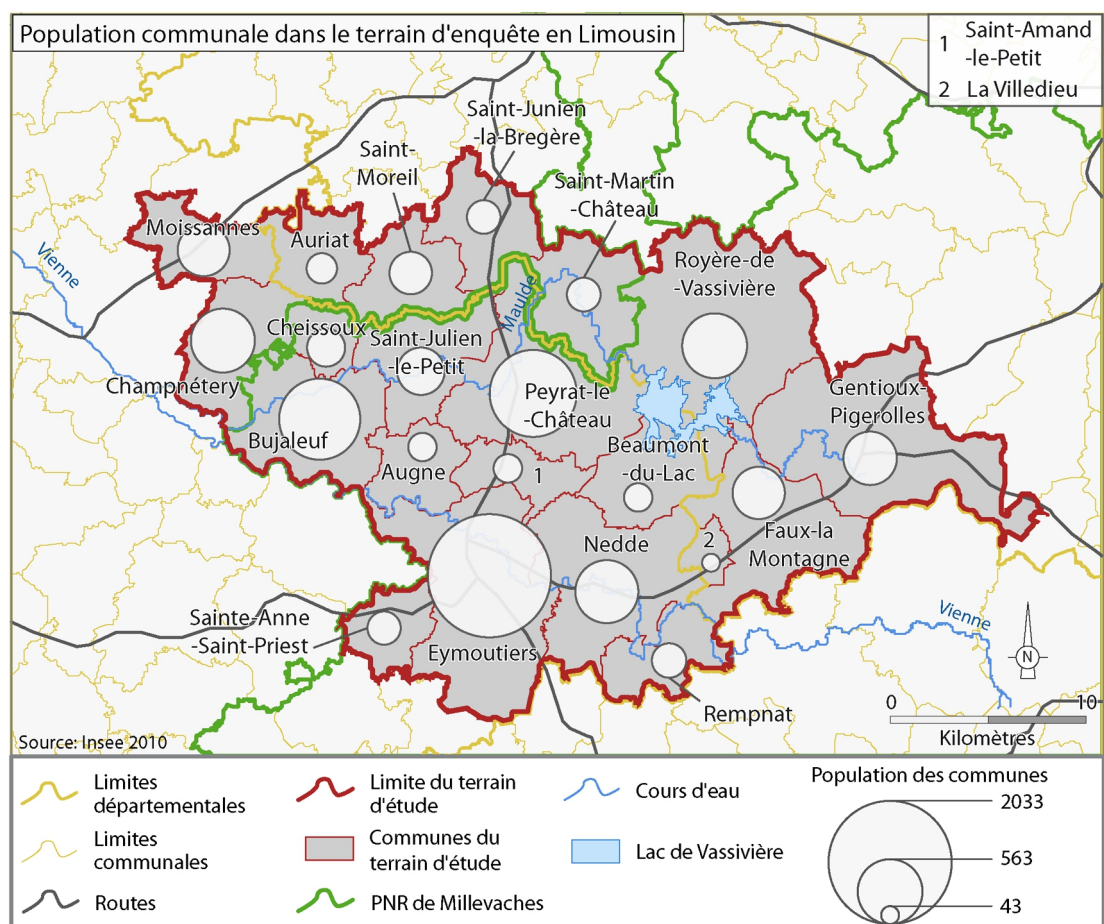 Population communale dans le terrain d'enquête en Limousin
1 Saint-Amand
-le-Petit
2 La Villedieu
Saint-Junien
-la-Bregère
Saint-
Moreil
Saint-Martin
-Château
Moissannes
Auriat
Royère-de
-Vassivière
Vienne
Maulde
Cheissoux
Saint-Julien
-le-Petit
Champnétery
Peyrat-le
-Château
Gentioux-
Pigerolles
Bujaleuf
Augne
1
Beaumont
-du-Lac
Nedde
2
Faux-la
Montagne
Sainte-Anne
-Saint-Priest
Eymoutiers
Vienne
Rempnat
N
0 10
Kilomètres
Source: Insee 2010
Limites
départementales
Limites
communales
Routes
Limite du terrain
d'étude
Communes du
terrain d'étude
PNR de Millevaches
Cours d'eau
Lac de Vassivière
Population des communes
2033
563
43